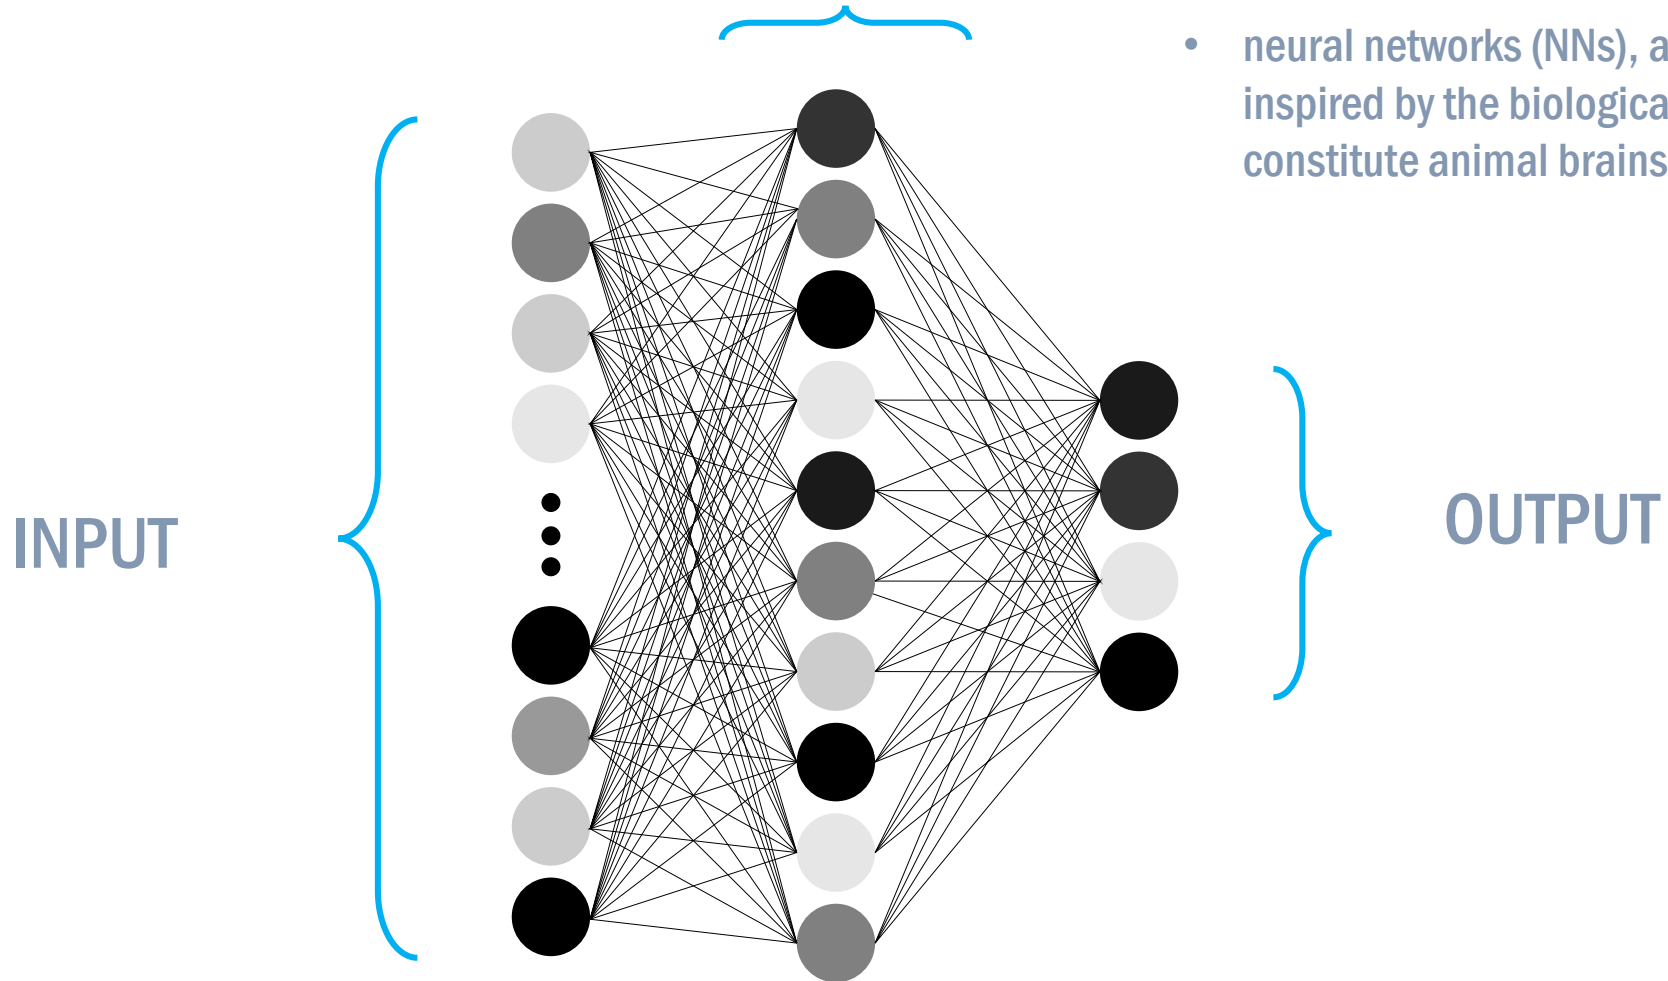 • neural networks (NNs), a
inspired by the biologica
constitute animal brains
INPUT
OUTPUT